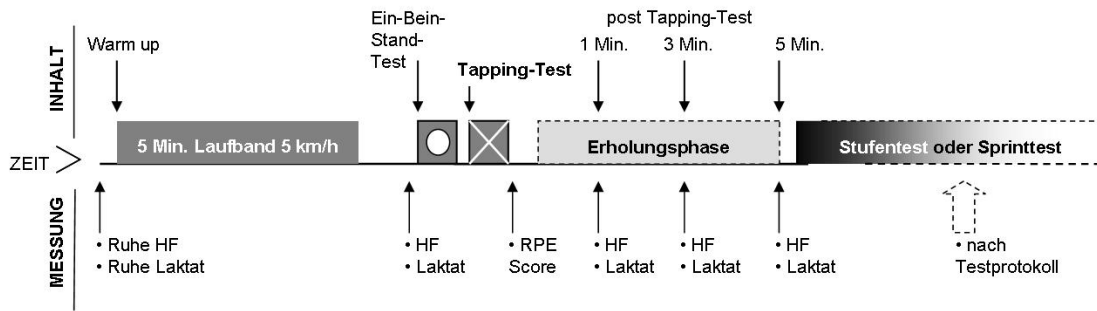 INHALT
Warm up
Ein-Bein-
Stand-
Test
Tapping-Test
post Tapping-Test
1 Min.
3 Min.
5 Min.
5 Min. Laufband 5 km/h
Erholungsphase
Stufentest oder Sprinttest
ZEIT
MESSUNG
• Ruhe HF
• Ruhe Laktat
• HF
• Laktat
• RPE
Score
• HF
• Laktat
• HF
• Laktat
• HF
• Laktat
• nach
Testprotokoll